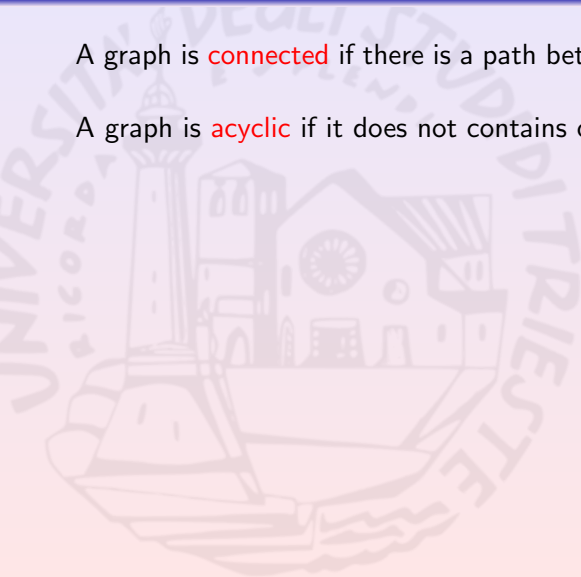 A graph is connected if there is a path bet
A graph is acyclic if it does not contains c
UNIVERSITA' DEGLI STUDI DI TRIESTE